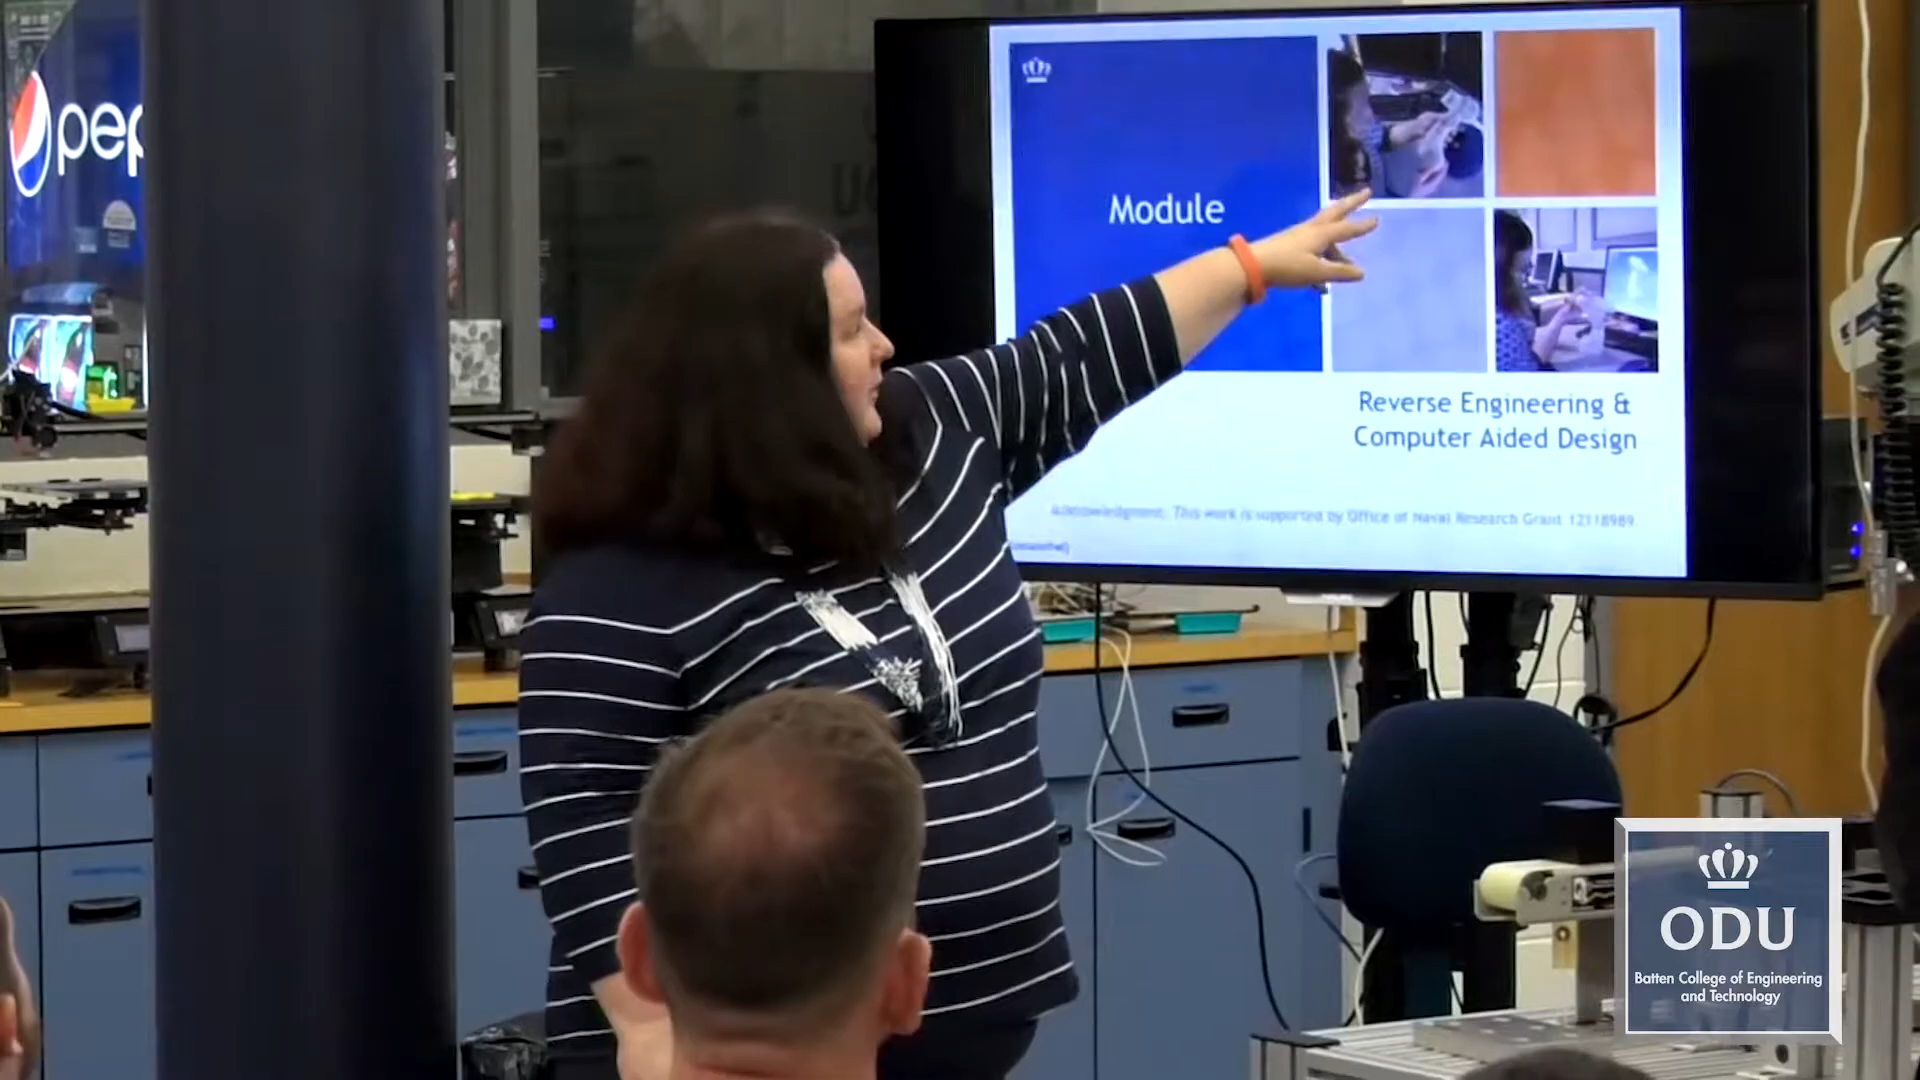 pep
Module
Reverse Engineering &
Computer Aided Design
Acknowledgment: This work is supported by Office of Naval Research Grant 12118989.
ODU
Batten College of Engineering
and Technology